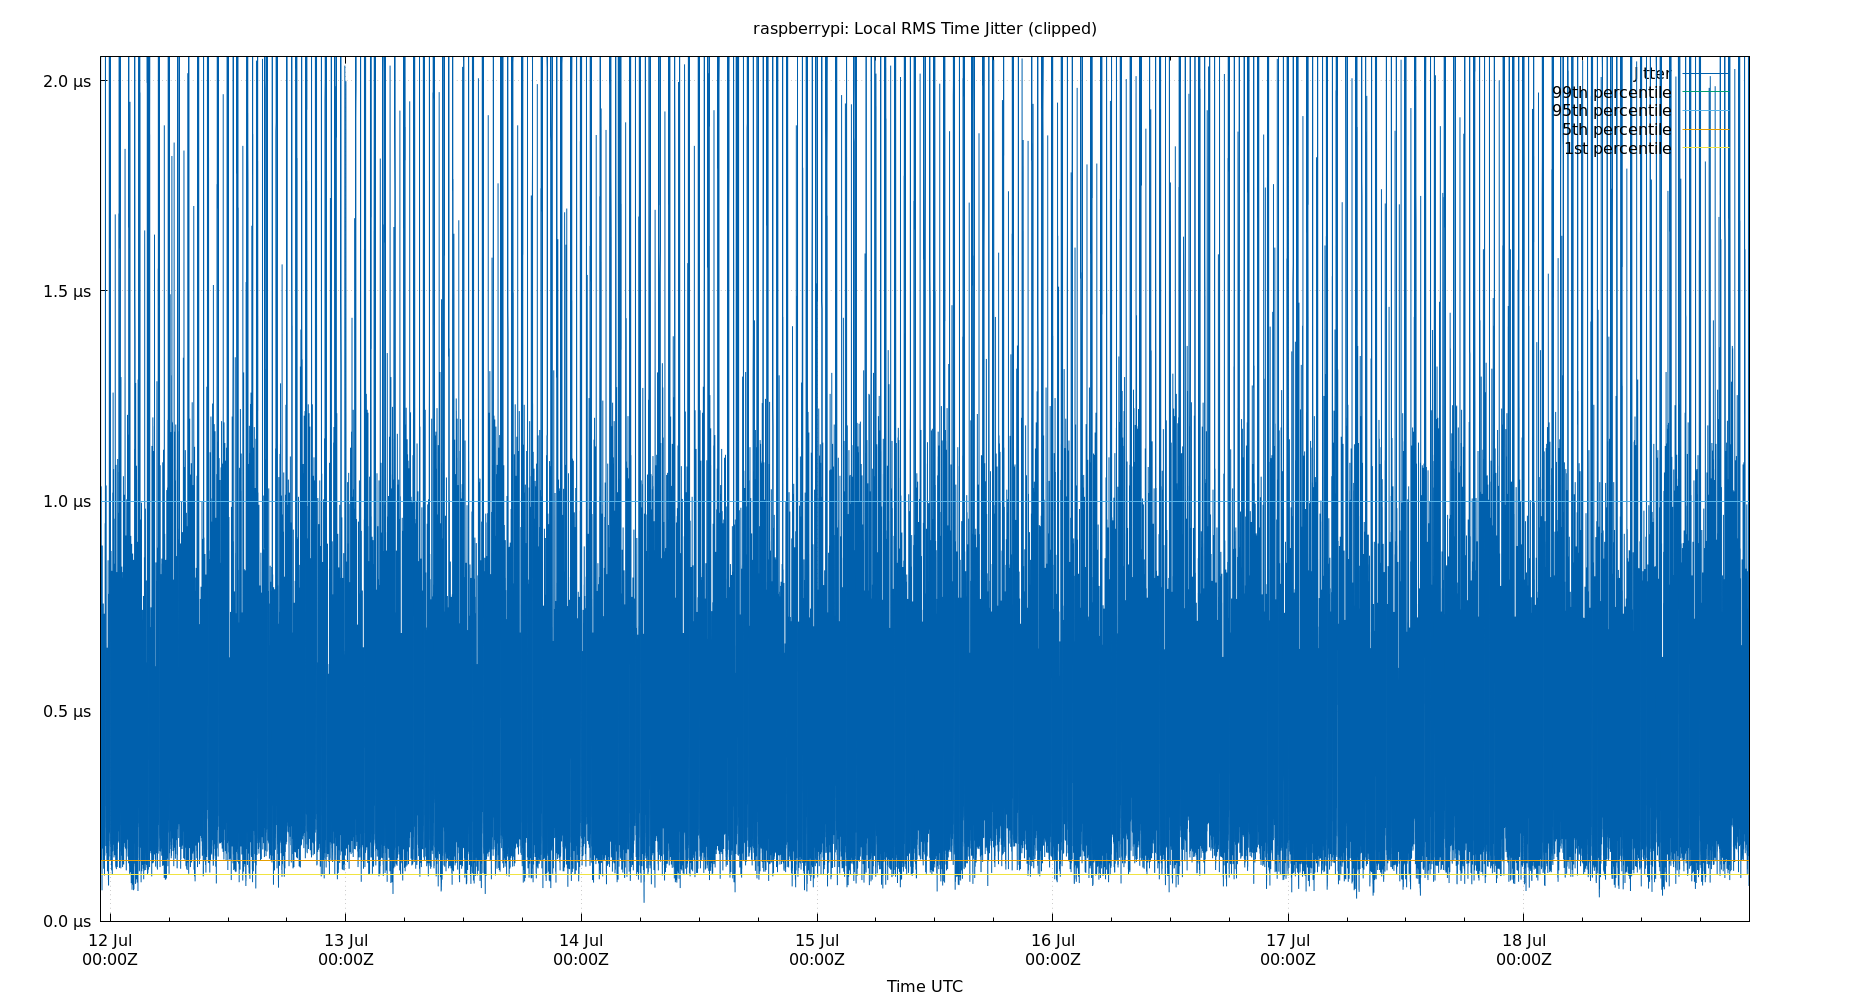 raspberrypi: Local RMS Time Jitter (clipped)
2.0 µs
1.5 µs
1.0 µs
0.5 µs
0.0 µs
Jitter
99th percentile
95th percentile
5th percentile
1st percentile
12 Jul
00:00Z
13 Jul
00:00Z
14 Jul
00:00Z
15 Jul
00:00Z
16 Jul
00:00Z
17 Jul
00:00Z
18 Jul
00:00Z
Time UTC